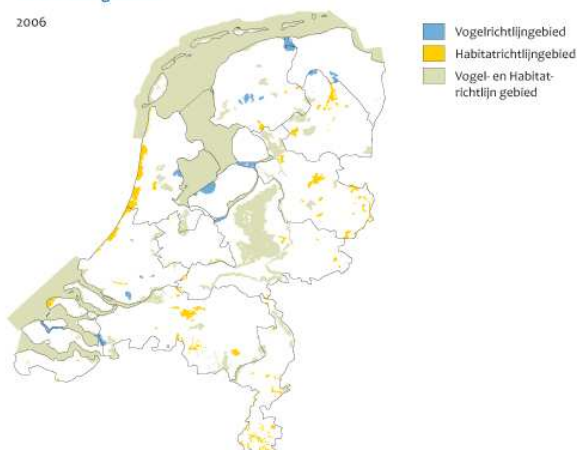 2006
Vogelrichtlijngebied
Habitatrichtlijngebied
Vogel- en Habitat-
richtlijn gebied